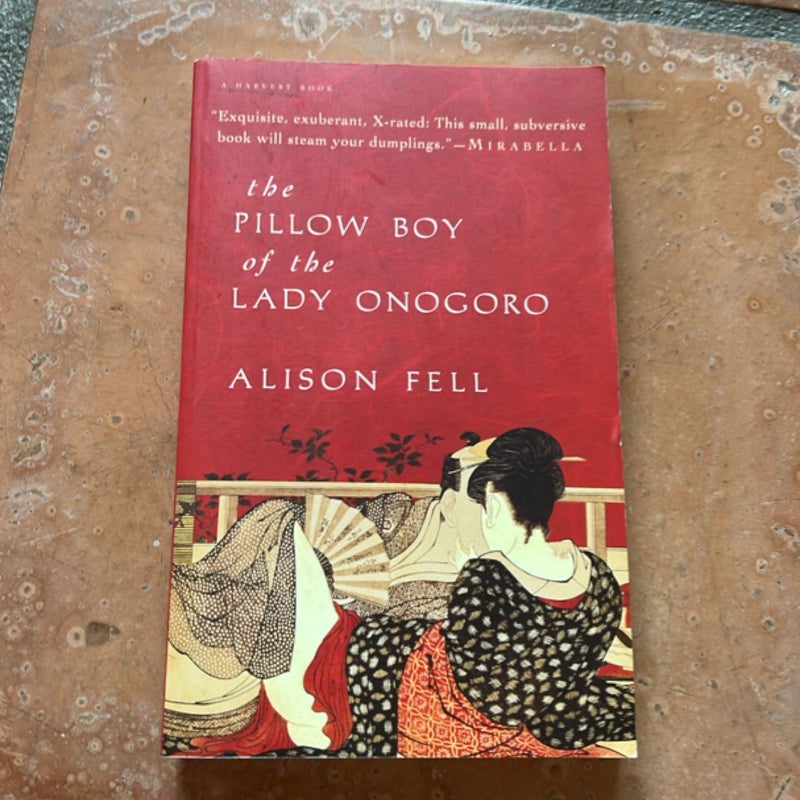 A HARVEST BOOK
"Exquisite, exuberant, X-rated: This small, subversive
book will steam your dumplings."—MIRABELLA
the
PILLOW BOY
of the
LADY ONOGORO
ALISON FELL